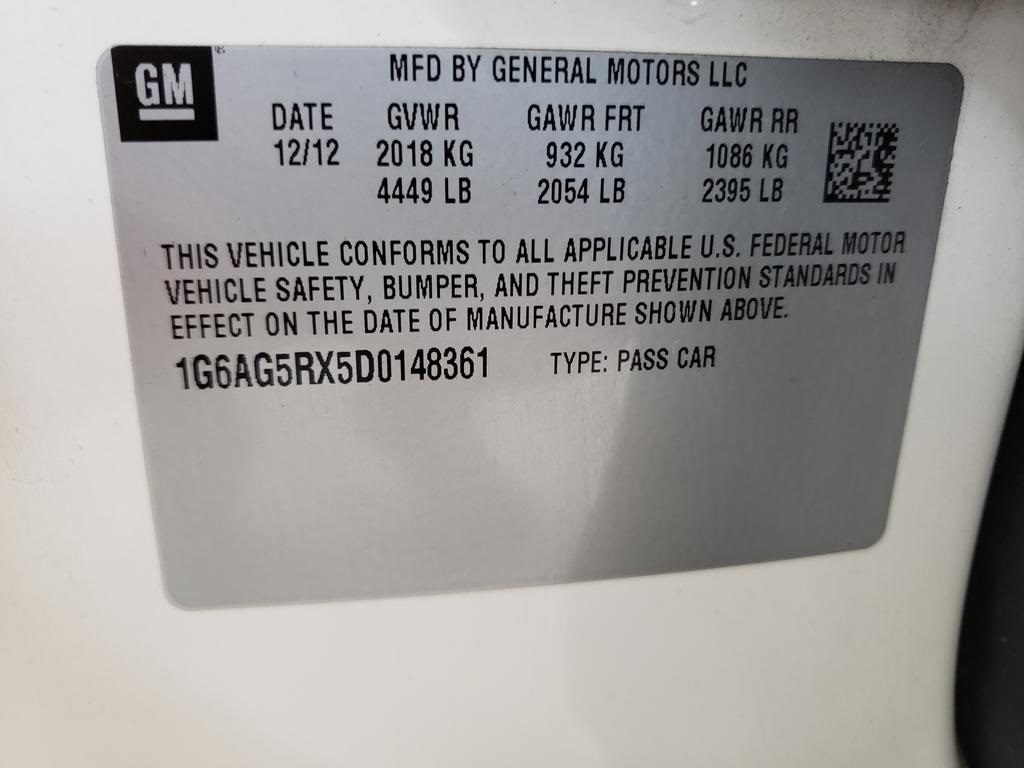 GM
MFD BY GENERAL MOTORS LLC
DATE GVWR GAWR FRT GAWR RR
12/12 2018 KG 932 KG 1086 KG
4449 LB 2054 LB 2395 LB
THIS VEHICLE CONFORMS TO ALL APPLICABLE U.S. FEDERAL MOTOR
VEHICLE SAFETY, BUMPER, AND THEFT PREVENTION STANDARDS IN
EFFECT ON THE DATE OF MANUFACTURE SHOWN ABOVE.
1G6AG5RX5D0148361 TYPE: PASS CAR